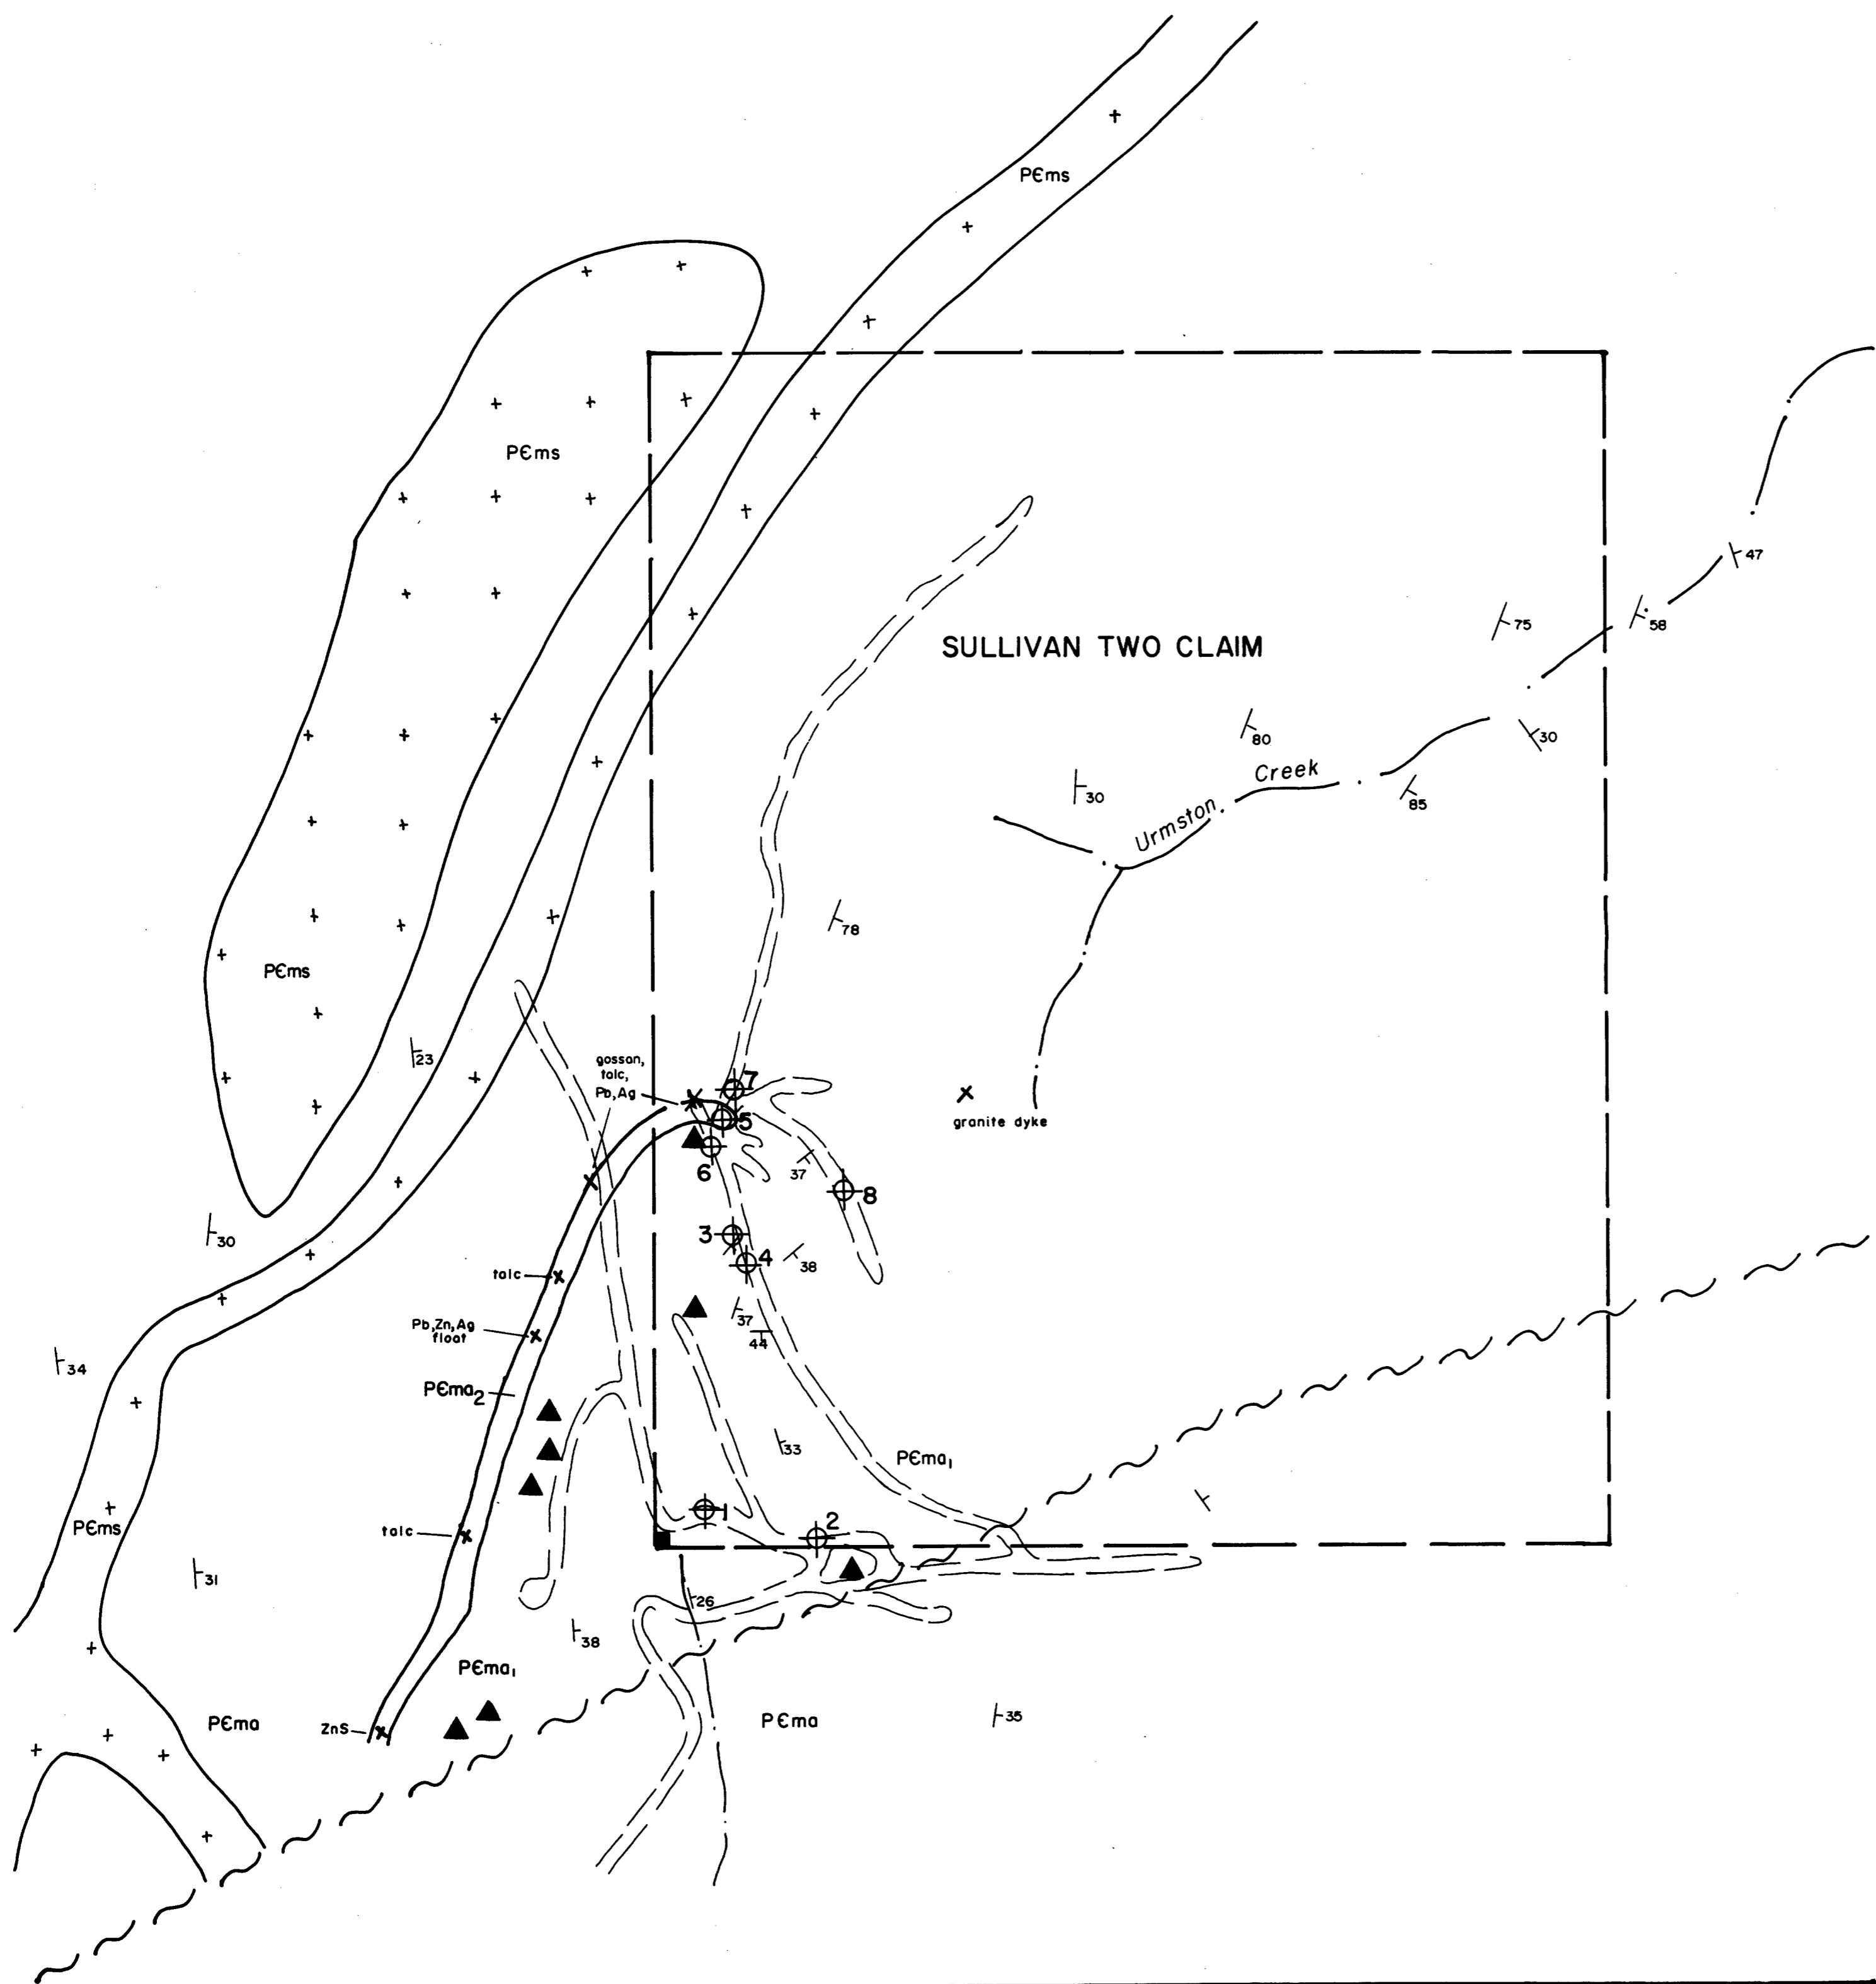 PЄms
PЄms
47
75
58
SULLIVAN TWO CLAIM
80
30
Creek
30
Urmston
85
78
PЄms
23
gossan,
talc,
Pb,Ag
7
5
granite dyke
6
37
8
30
3
4
38
talc
37
Pb,Zn,Ag
float
44
34
PЄma2
33
PЄma1
1
2
PЄms
talc
31
26
38
PЄma1
35
PЄma
PЄma
ZnS